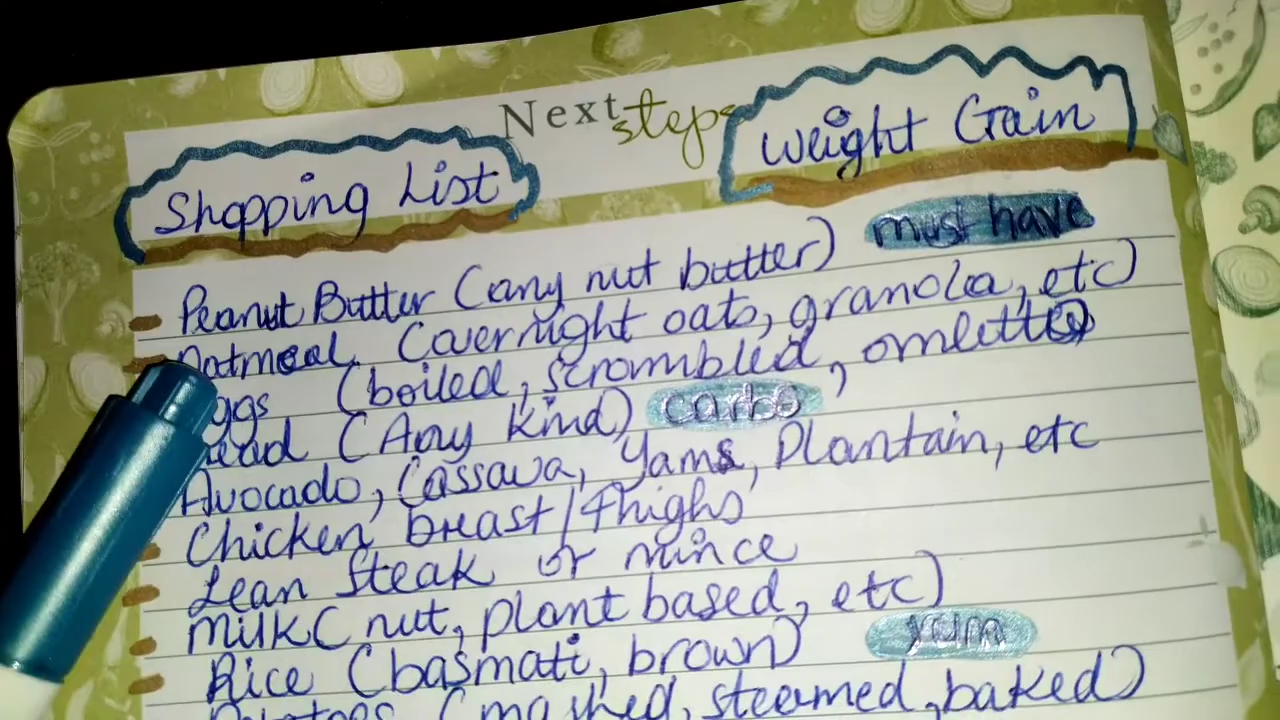 Next steps
Shopping List
Weight Gain
Peanut Butter (any nut butter) must have
Oatmeal (overnight oats, granola, etc)
ggs (boiled, scrambled, omlette)
ead (Any kind) carbs
Avocado, Cassava, Yams, Plantain, etc
Chicken breast/Thighs
Lean steak or mince
Milk (nut, plant based, etc)
Rice (basmati, brown) yum
Potatoes (mashed, steamed, baked)